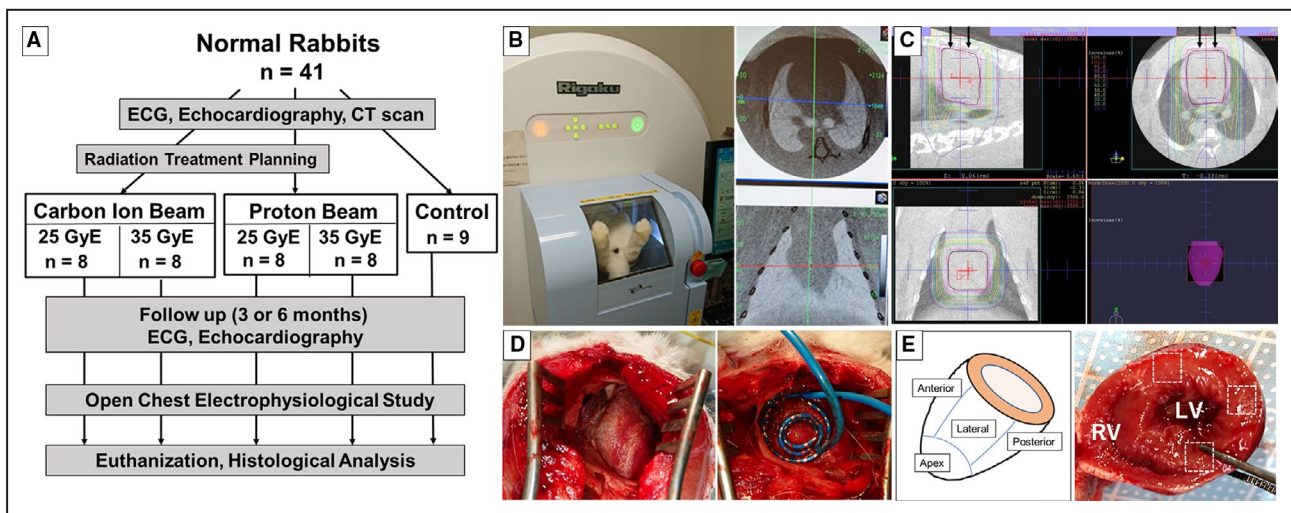 A
Normal Rabbits
n = 41
ECG, Echocardiography, CT scan
Radiation Treatment Planning
Carbon Ion Beam
25 GyE
n = 8
35 GyE
n = 8
Proton Beam
25 GyE
n = 8
35 GyE
n = 8
Control
n = 9
Follow up (3 or 6 months)
ECG, Echocardiography
Open Chest Electrophysiological Study
Euthanization, Histological Analysis
B
Rigaku
C
D
E
Anterior
Lateral
Posterior
Apex
RV
LV